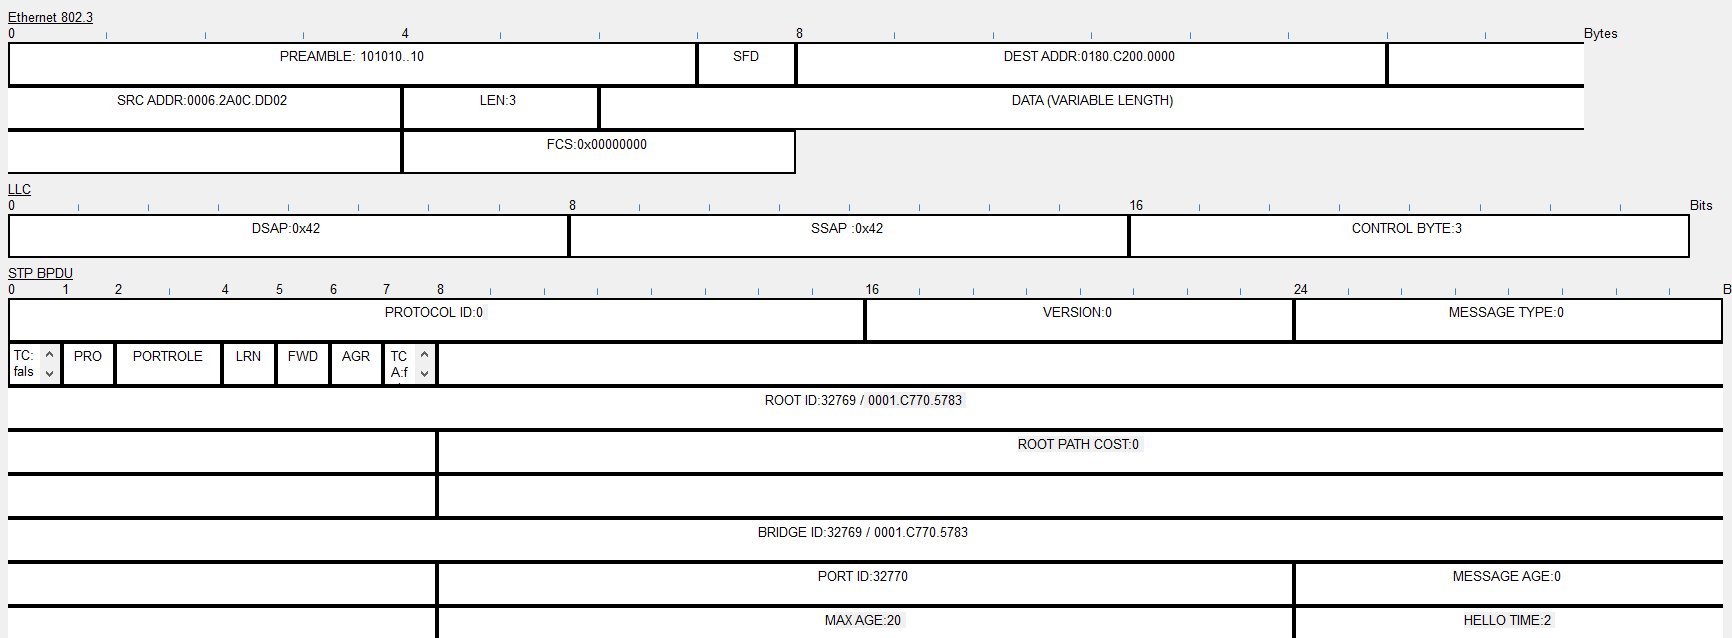 Ethernet 802.3
0 4 8 Bytes
PREAMBLE: 101010..10 SFD DEST ADDR:0180.C200.0000
SRC ADDR:0006.2A0C.DD02 LEN:3 DATA (VARIABLE LENGTH)
FCS:0x00000000
LLC
0 8 16 Bits
DSAP:0x42 SSAP :0x42 CONTROL BYTE:3
STP BPDU
0 1 2 4 5 6 7 8 16 24 B
PROTOCOL ID:0 VERSION:0 MESSAGE TYPE:0
TC: PRO PORTROLE LRN FWD AGR TC
fals A:f
ROOT ID:32769 / 0001.C770.5783
ROOT PATH COST:0
BRIDGE ID:32769 / 0001.C770.5783
PORT ID:32770 MESSAGE AGE:0
MAX AGE:20 HELLO TIME:2